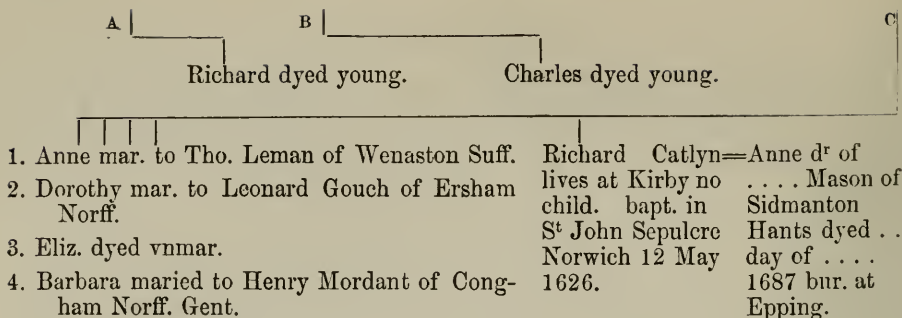 A B C
Richard dyed young. Charles dyed young.
1. Anne mar. to Tho. Leman of Wenaston Suff.
2. Dorothy mar. to Leonard Gouch of Ersham
Norff.
3. Eliz. dyed vnmar.
4. Barbara maried to Henry Mordant of Cong-
ham Norff. Gent.
Richard Catlyn=Anne dʳ of
lives at Kirby no .... Mason of
child. bapt. in Sidmanton
Sᵗ John Sepulcre Hants dyed ..
Norwich 12 May day of ....
1626. 1687 bur. at
Epping.